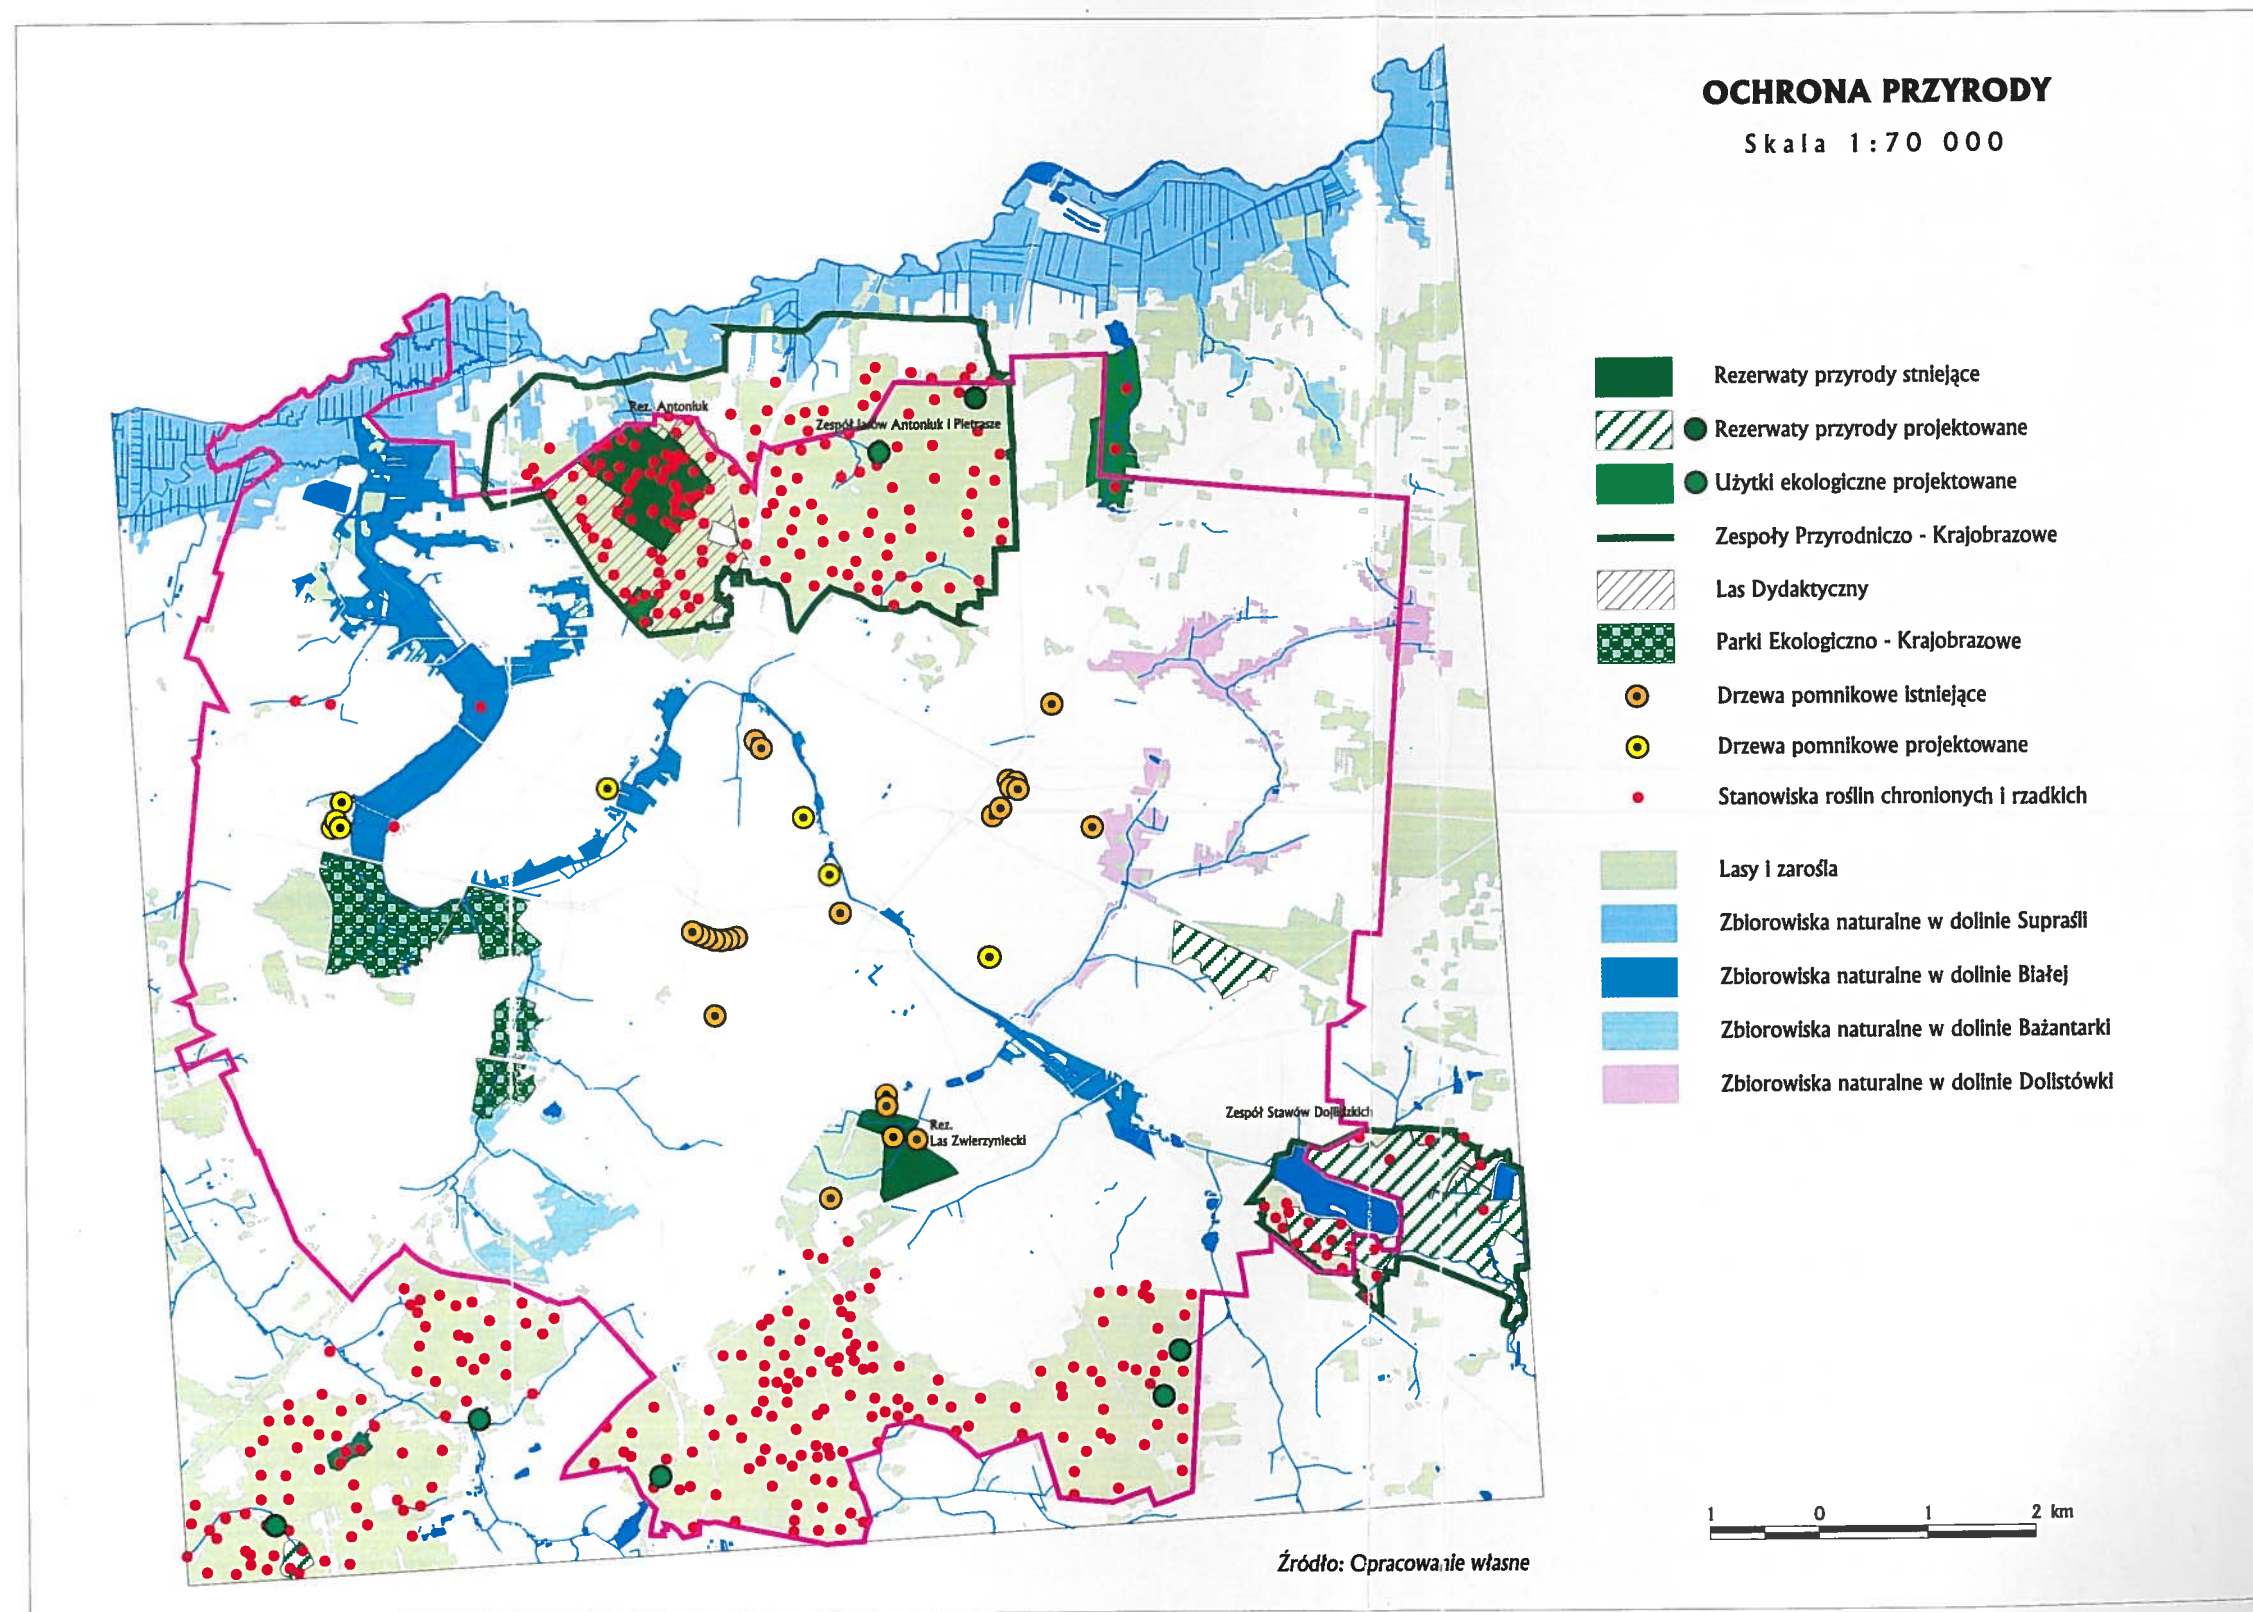 OCHRONA PRZYRODY
Skala 1:70 000
Rez. Antoniuk
Zespół lasów Antoniuk i Pietrasze
Rezerwaty przyrody stniejące
Rezerwaty przyrody projektowane
Użytki ekologiczne projektowane
Zespoły Przyrodniczo - Krajobrazowe
Las Dydaktyczny
Parki Ekologiczno - Krajobrazowe
Drzewa pomnikowe istniejące
Drzewa pomnikowe projektowane
Stanowiska roślin chronionych i rzadkich
Lasy i zarośla
Zbiorowiska naturalne w dolinie Supraśli
Zbiorowiska naturalne w dolinie Białej
Zbiorowiska naturalne w dolinie Bażantarki
Zbiorowiska naturalne w dolinie Dolistówki
Zespół Stawów Dojlidzkich
Rez.
Las Zwierzyniecki
1 0 1 2 km
Źródło: Opracowanie własne